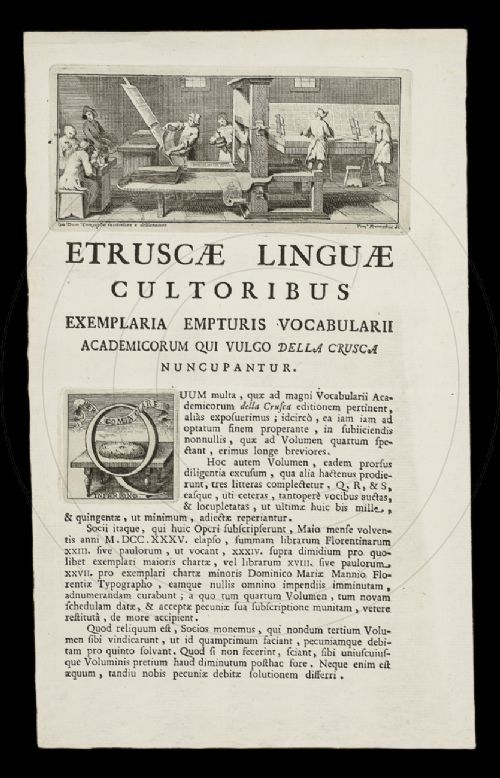 ETRUSCÆ LINGUÆ
CULTORIBUS
EXEMPLARIA EMPTURIS VOCABULARII
ACADEMICORUM QUI VULGO DELLA CRUSCA
NUNCUPANTUR.
QUUM multa, quæ ad magni Vocabularii Aca-
demicorum della Crusca editionem pertinent,
aliàs exposuerimus; idcircò, ea iam iam ad
optatum finem properante, in subiiciendis
nonnullis, quæ ad Volumen quartum spe-
ctant, erimus longe breviores.
Hoc autem Volumen, eadem prorsus
diligentia excusum, qua alia hactenus prodie-
runt, tres litteras complectetur, Q, R, & S,
easque, uti ceteras, tantoperè vocibus auctas,
& locupletatas, ut ultimæ huic bis mille,
& quingentæ, ut minimum, adiectæ reperiantur.
Socii itaque, qui huic Operi subscripserunt, Maio mense volven-
tis anni M. DCC. XXXV. elapso, summam librarum Florentinarum
XXIII. sive paulorum, ut vocant, XXXIV. supra dimidium pro quo-
libet exemplari maioris chartæ, vel librarum XVIII. sive paulorum
XXVII. pro exemplari chartæ minoris Dominico Mariæ Mannio Flo-
rentiæ Typographo, eamque nullis omnino impendiis imminutam,
adnumerandam curabunt; a quo tum quartum Volumen, tum novam
schedulam datæ, & acceptæ pecuniæ sua subscriptione munitam, vetere
restitutâ, de more accipient.
Quod reliquum est, Socios monemus, qui nondum tertium Volu-
men sibi vindicarunt, ut id quamprimum faciant, pecuniamque debi-
tam pro quinto solvant. Quod si non fecerint, sciant, sibi uniuscuius-
que Voluminis pretium haud diminutum posthac fore. Neque enim est
æquum, tandiu nobis pecuniæ debitæ solutionem differri.